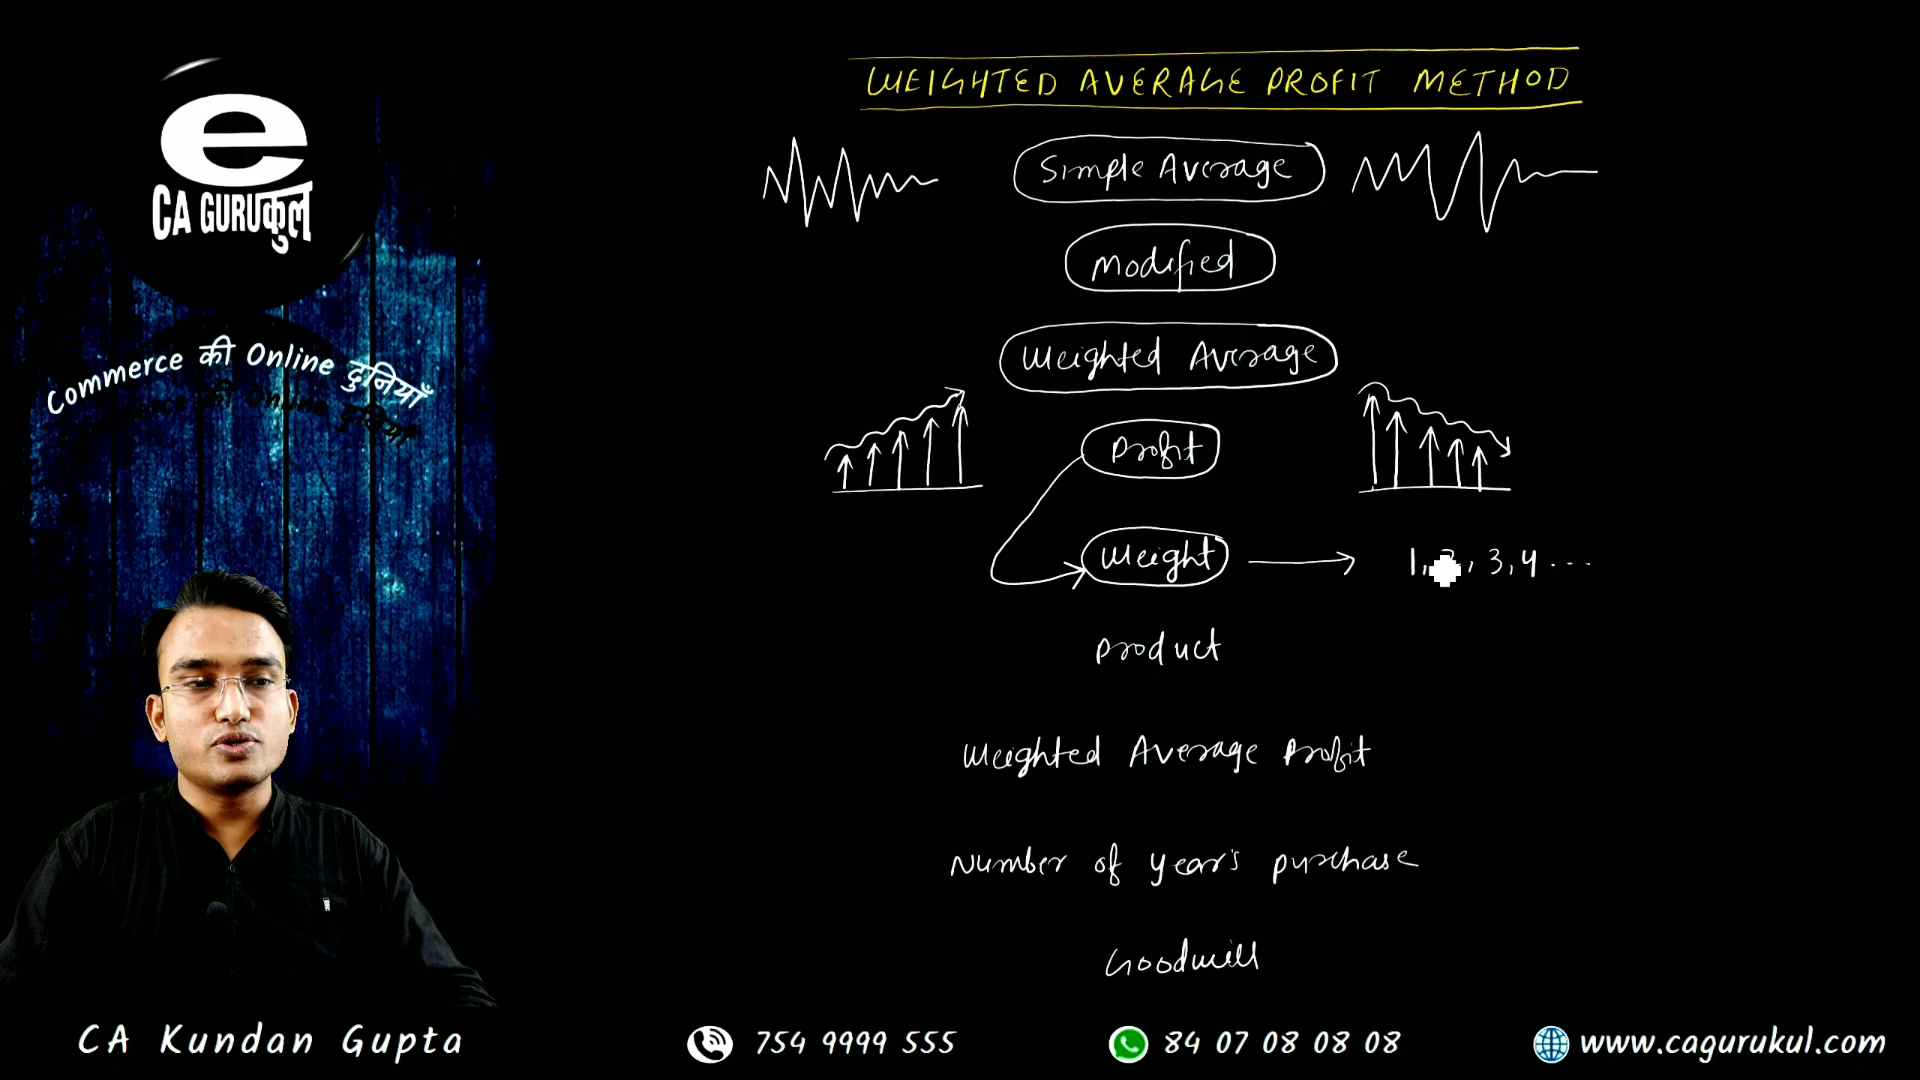 WEIGHTED AVERAGE PROFIT METHOD
e
CA GURUकुल
Simple Average
Modified
Commerce की Online दुनियाँ
Weighted Average
Profit
Weight 1, , 3, 4 ...
Product
Weighted Average Profit
Number of year's purchase
Goodwill
CA Kundan Gupta
754 9999 555
84 07 08 08 08
www.cagurukul.com